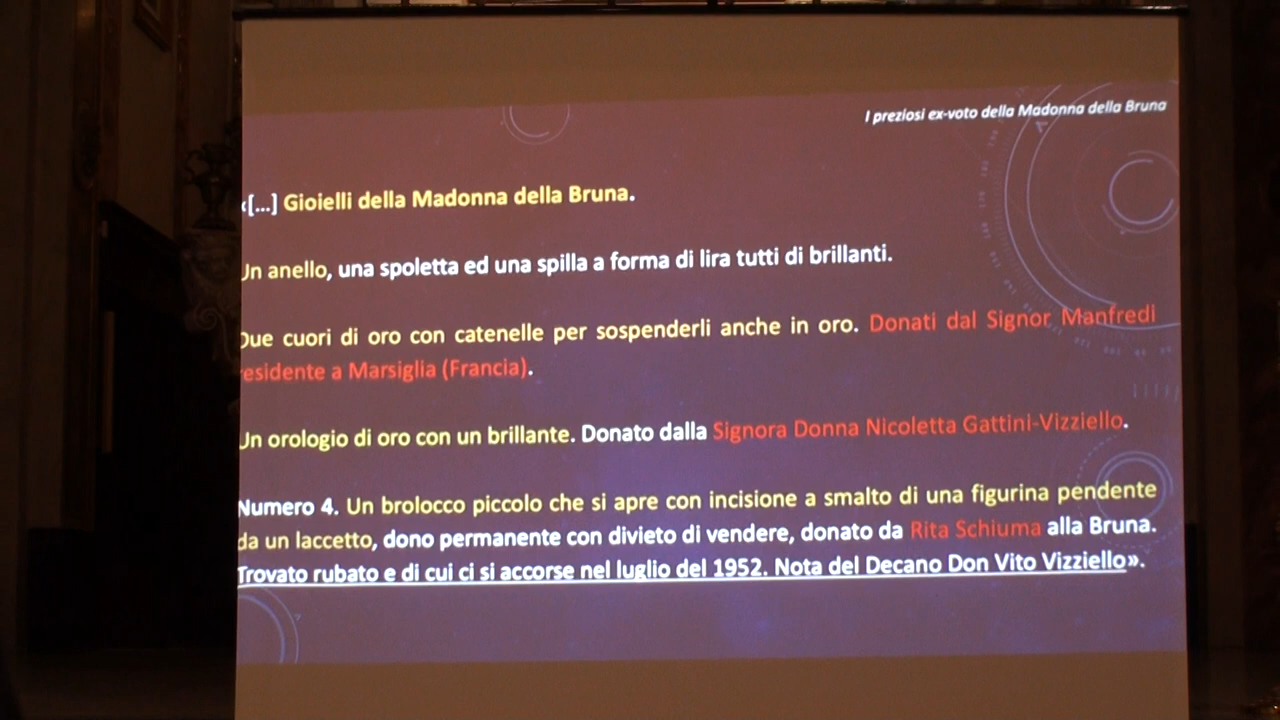 I preziosi ex-voto della Madonna della Bruna
‹[...] Gioielli della Madonna della Bruna.
Un anello, una spoletta ed una spilla a forma di lira tutti di brillanti.
Due cuori di oro con catenelle per sospenderli anche in oro. Donati dal Signor Manfredi
residente a Marsiglia (Francia).
Un orologio di oro con un brillante. Donato dalla Signora Donna Nicoletta Gattini-Vizziello.
Numero 4. Un brolocco piccolo che si apre con incisione a smalto di una figurina pendente
da un laccetto, dono permanente con divieto di vendere, donato da Rita Schiuma alla Bruna.
Trovato rubato e di cui ci si accorse nel luglio del 1952. Nota del Decano Don Vito Vizziello».